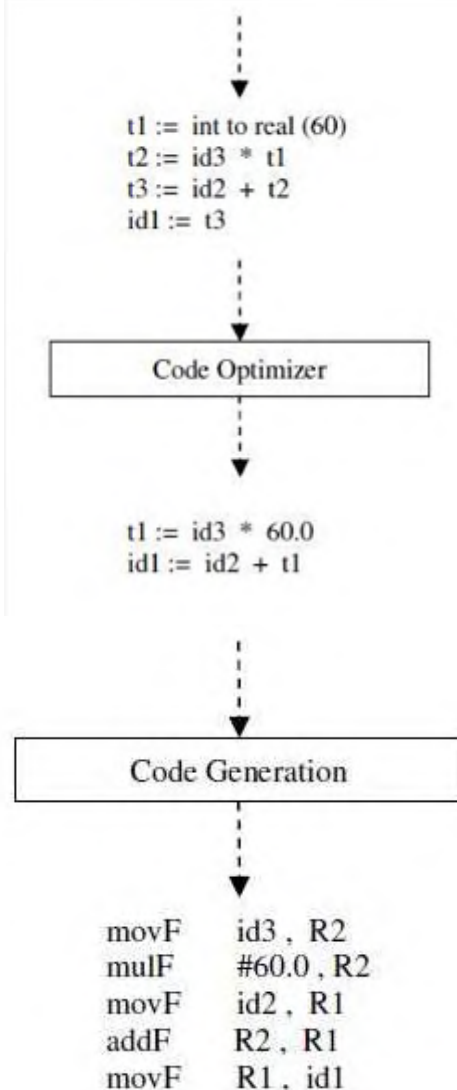 t1 := int to real (60)
t2 := id3 * t1
t3 := id2 + t2
id1 := t3
Code Optimizer
t1 := id3 * 60.0
id1 := id2 + t1
Code Generation
movF id3 , R2
mulF #60.0 , R2
movF id2 , R1
addF R2 , R1
movF R1 , id1